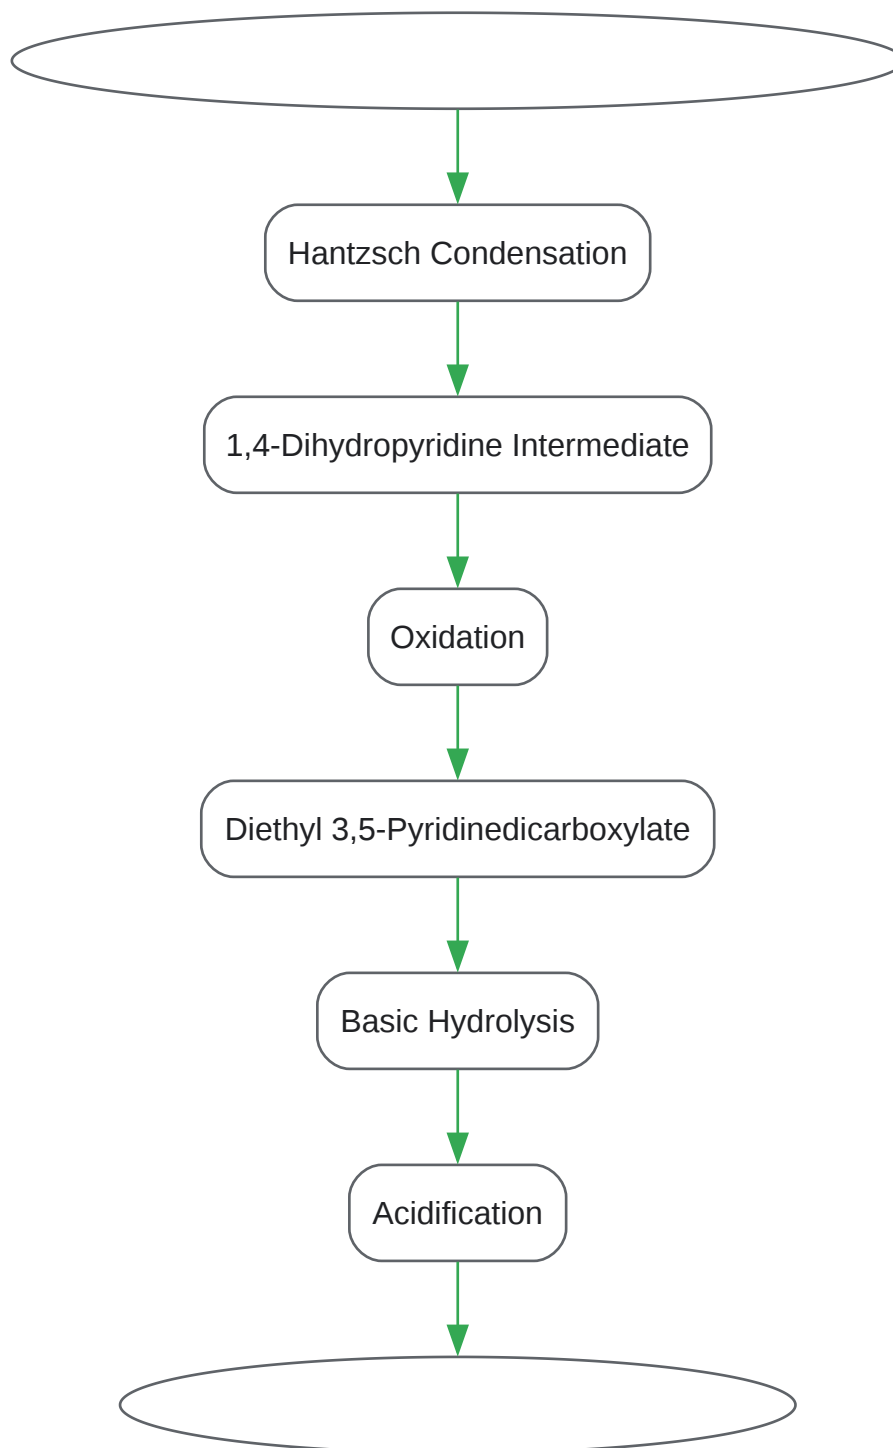 Hantzsch Condensation
1,4-Dihydropyridine Intermediate
Oxidation
Diethyl 3,5-Pyridinedicarboxylate
Basic Hydrolysis
Acidification